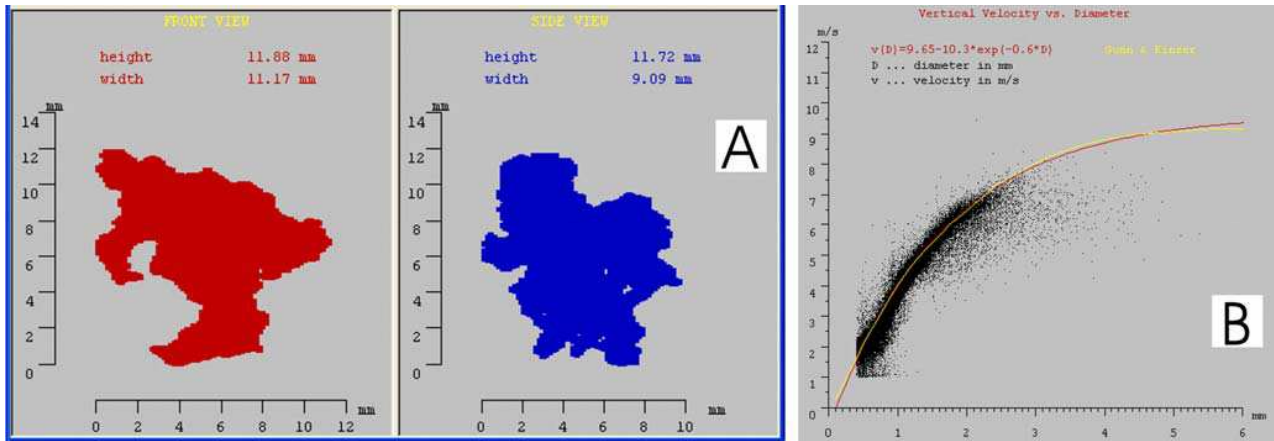 FRONT VIEW
height 11.88 mm
width 11.17 mm
mm
14
12
10
8
6
4
2
0
0 2 4 6 8 10 12 mm
SIDE VIEW
height 11.72 mm
width 9.09 mm
A
mm
14
12
10
8
6
4
2
0
0 2 4 6 8 10 mm
Vertical Velocity vs. Diameter
m/s
v(D)=9.65-10.3*exp(-0.6*D) Gunn & Kinzer
D ... diameter in mm
v ... velocity in m/s
12
11
10
9
8
7
6
5
4
3
2
1
0
B
0 1 2 3 4 5 6 mm